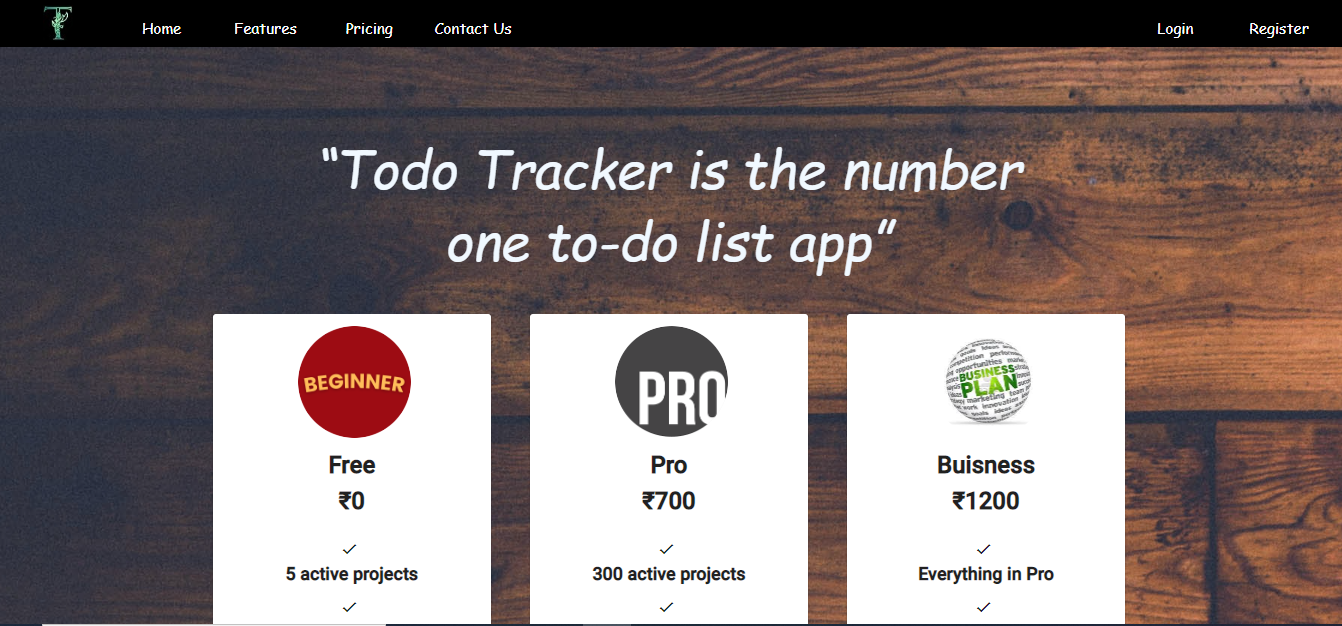 T
Home Features Pricing Contact Us Login Register
“Todo Tracker is the number
one to-do list app”
BEGINNER PRO BUSINESS
PLAN
Free Pro Buisness
₹0 ₹700 ₹1200
✓ ✓ ✓
5 active projects 300 active projects Everything in Pro
✓ ✓ ✓